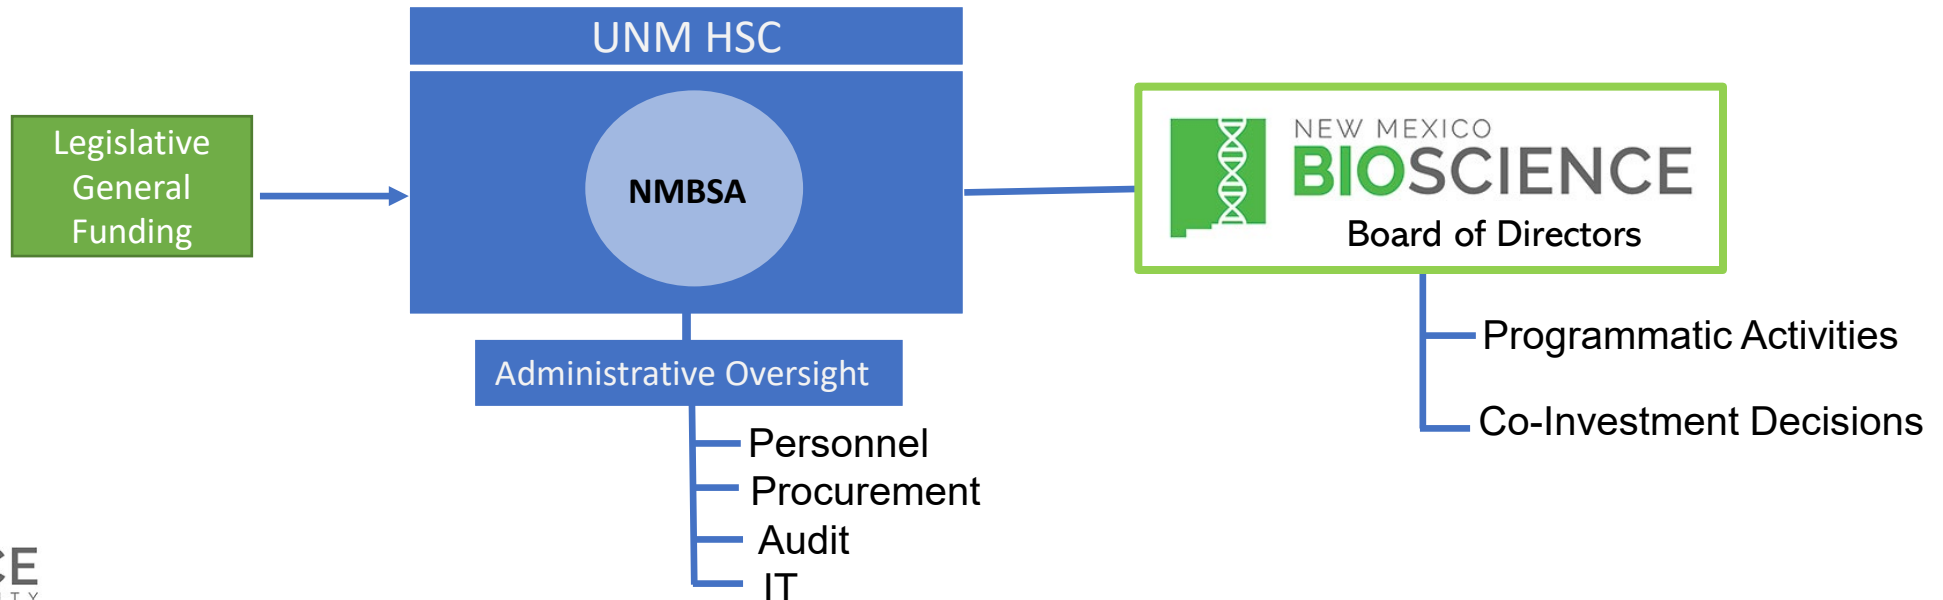 UNM HSC
Legislative
General
Funding
NMBSA
NEW MEXICO
BIOSCIENCE
Board of Directors
Administrative Oversight
Programmatic Activities
Co-Investment Decisions
Personnel
Procurement
Audit
IT